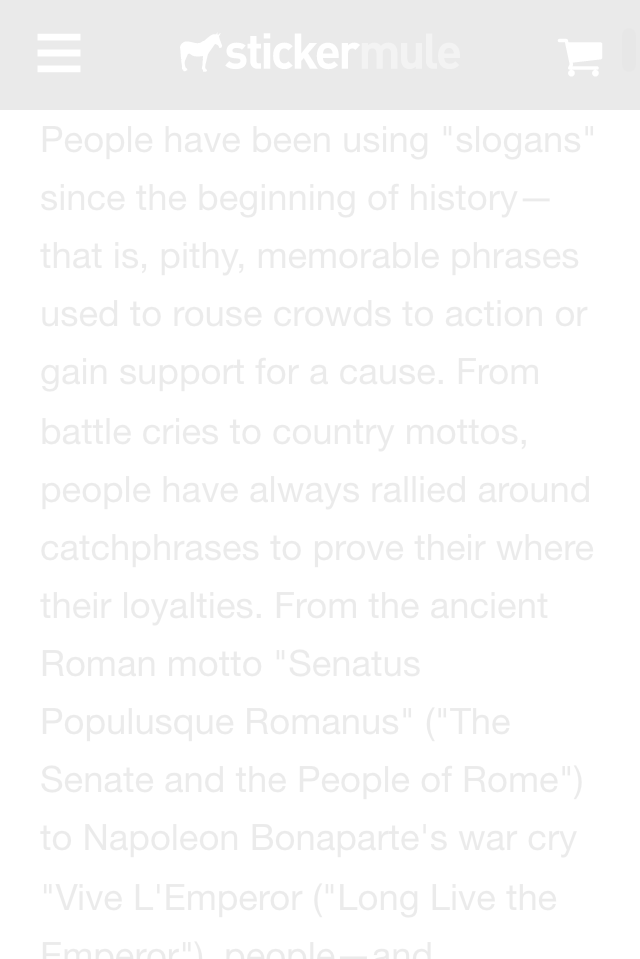 stickermule
People have been using "slogans"
since the beginning of history—
that is, pithy, memorable phrases
used to rouse crowds to action or
gain support for a cause. From
battle cries to country mottos,
people have always rallied around
catchphrases to prove their where
their loyalties. From the ancient
Roman motto "Senatus
Populusque Romanus" ("The
Senate and the People of Rome")
to Napoleon Bonaparte's war cry
"Vive L'Emperor ("Long Live the
Emperor"), people—and